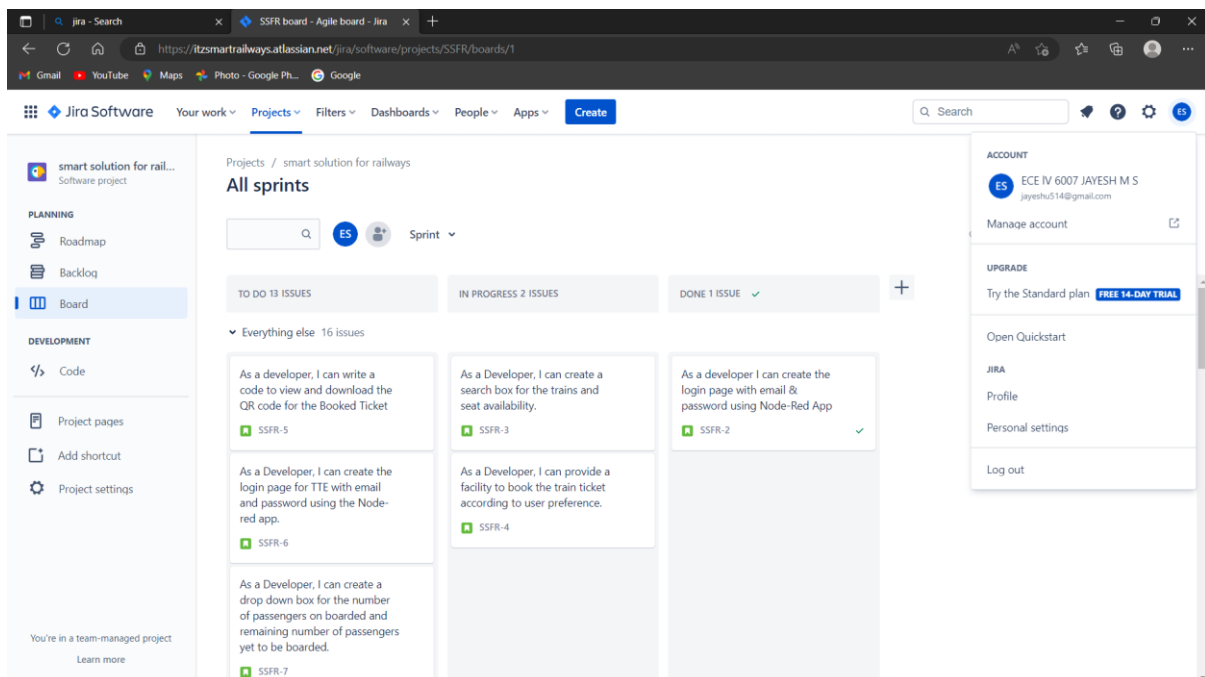 jira - Search
SSFR board - Agile board - Jira
https://itzsmartrailways.atlassian.net/jira/software/projects/SSFR/boards/1
Gmail YouTube Maps Photo - Google Ph... Google
Jira Software Your work Projects Filters Dashboards People Apps Create Search ES
smart solution for rail...
Software project
PLANNING
Roadmap
Backlog
Board
DEVELOPMENT
Code
Project pages
Add shortcut
Project settings
You're in a team-managed project
Learn more
Projects / smart solution for railways
All sprints
ES Sprint
TO DO 13 ISSUES
IN PROGRESS 2 ISSUES
DONE 1 ISSUE
Everything else 16 issues
As a developer, I can write a
code to view and download the
QR code for the Booked Ticket
SSFR-5
As a Developer, I can create the
login page for TTE with email
and password using the Node-
red app.
SSFR-6
As a Developer, I can create a
drop down box for the number
of passengers on boarded and
remaining number of passengers
yet to be boarded.
SSFR-7
As a Developer, I can create a
search box for the trains and
seat availability.
SSFR-3
As a Developer, I can provide a
facility to book the train ticket
according to user preference.
SSFR-4
As a developer I can create the
login page with email &
password using Node-Red App
SSFR-2
ACCOUNT
ES ECE IV 6007 JAYESH M S
jayeshu514@gmail.com
Manage account
UPGRADE
Try the Standard plan FREE 14-DAY TRIAL
Open Quickstart
JIRA
Profile
Personal settings
Log out